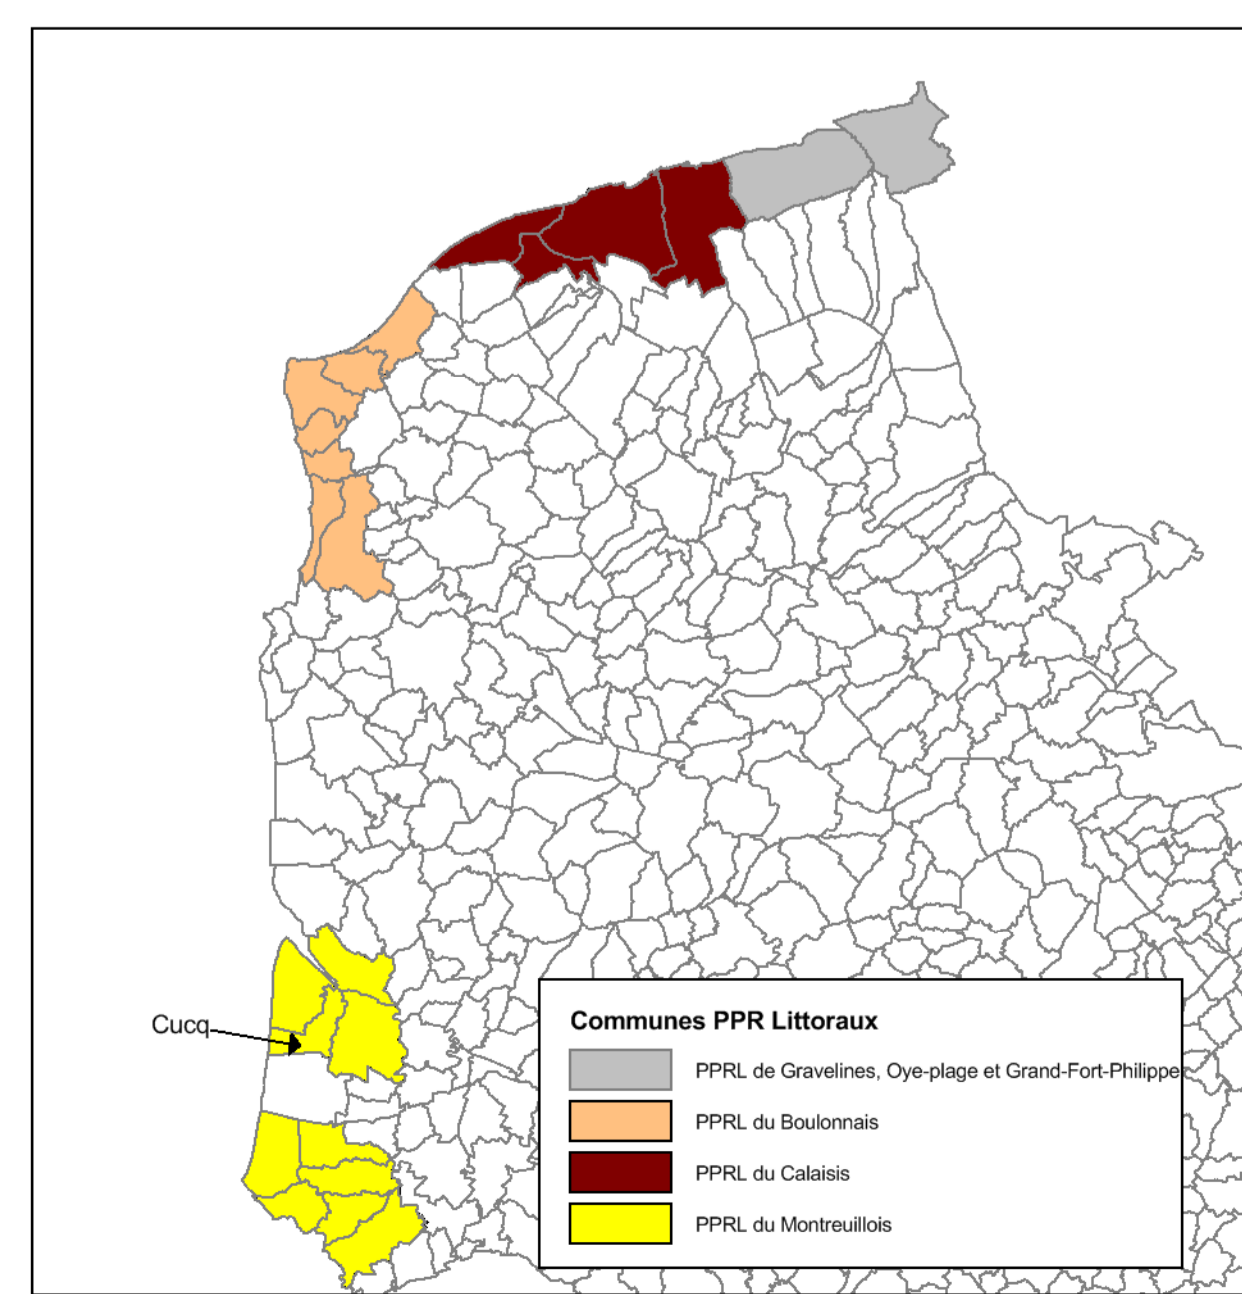 Cucq
Communes PPR Littoraux
PPRL de Gravelines, Oye-plage et Grand-Fort-Philippe
PPRL du Boulonnais
PPRL du Calaisis
PPRL du Montreuillois